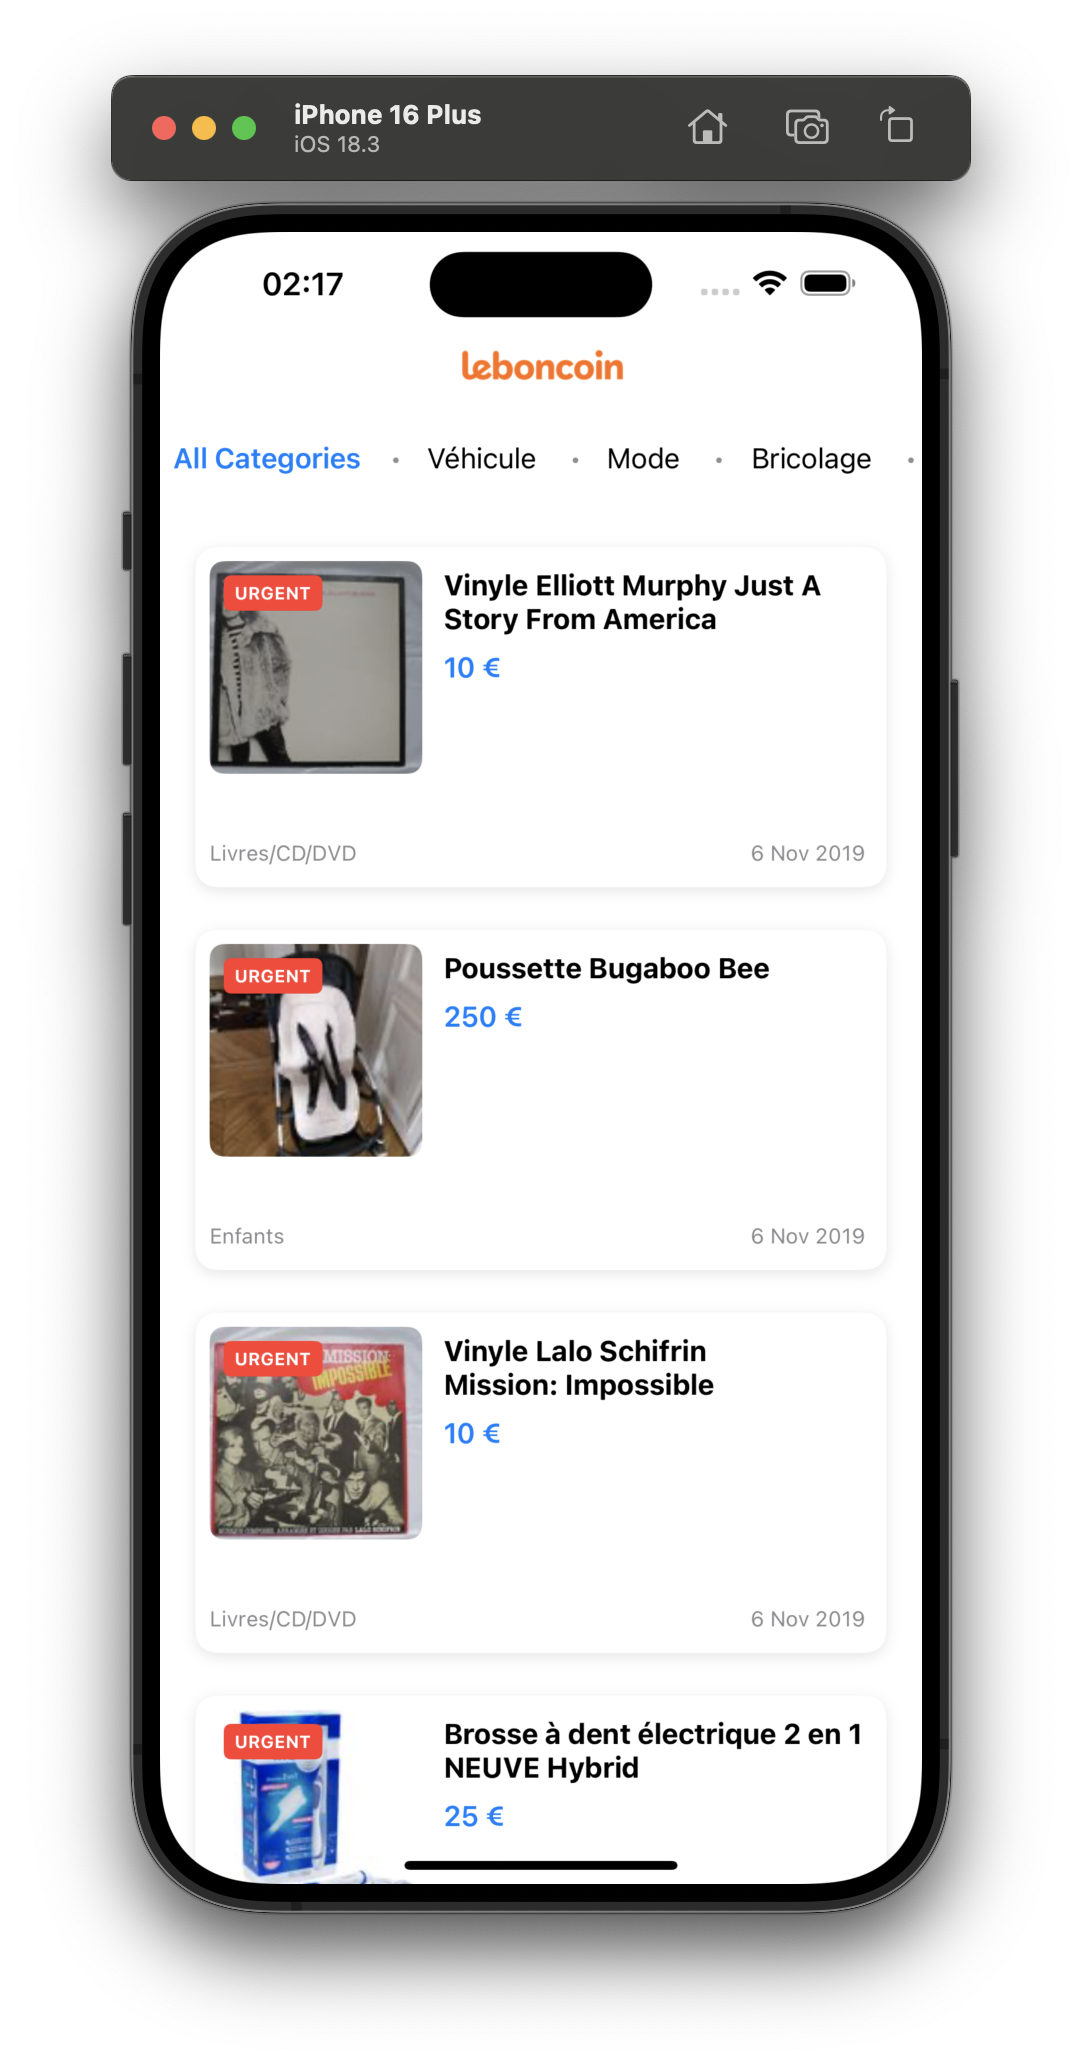 iPhone 16 Plus
iOS 18.3
02:17
leboncoin
All Categories • Véhicule • Mode • Bricolage •
URGENT
Vinyle Elliott Murphy Just A
Story From America
10 €
Livres/CD/DVD
6 Nov 2019
URGENT
Poussette Bugaboo Bee
250 €
Enfants
6 Nov 2019
URGENT
MISSION:
IMPOSSIBLE
Vinyle Lalo Schifrin
Mission: Impossible
10 €
Livres/CD/DVD
6 Nov 2019
URGENT
Brosse à dent électrique 2 en 1
NEUVE Hybrid
25 €